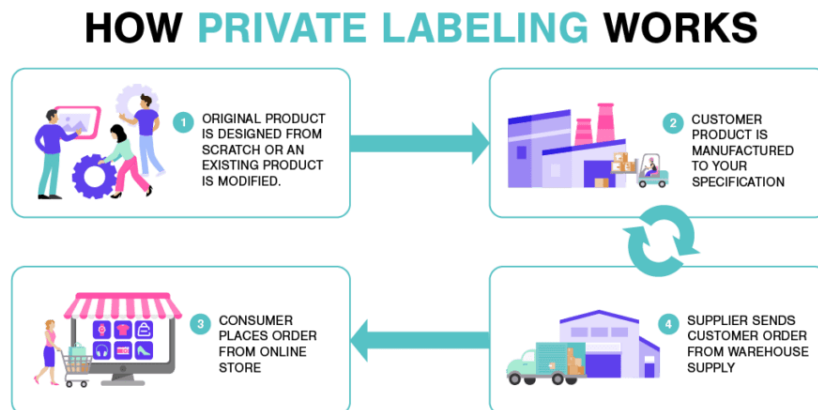 HOW PRIVATE LABELING WORKS
1
ORIGINAL PRODUCT
IS DESIGNED FROM
SCRATCH OR AN
EXISTING PRODUCT
IS MODIFIED.
2
CUSTOMER
PRODUCT IS
MANUFACTURED
TO YOUR
SPECIFICATION
3
CONSUMER
PLACES ORDER
FROM ONLINE
STORE
4
SUPPLIER SENDS
CUSTOMER ORDER
FROM WAREHOUSE
SUPPLY